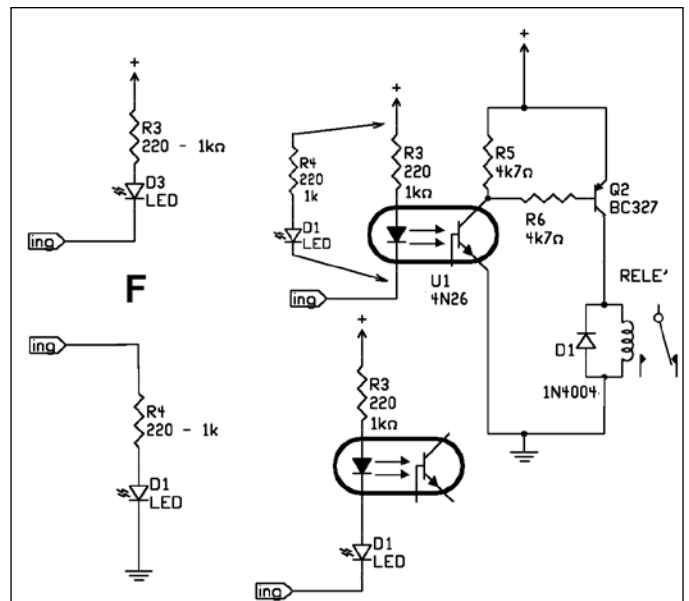 +
R3
220 - 1kΩ
D3
LED
ing
F
ing
R4
220 - 1k
D1
LED
+
R4
220
1k
D1
LED
R3
220
1kΩ
ing
U1
4N26
+
R5
4k7Ω
R6
4k7Ω
Q2
BC327
RELE'
D1
1N4004
+
R3
220
1kΩ
D1
LED
ing